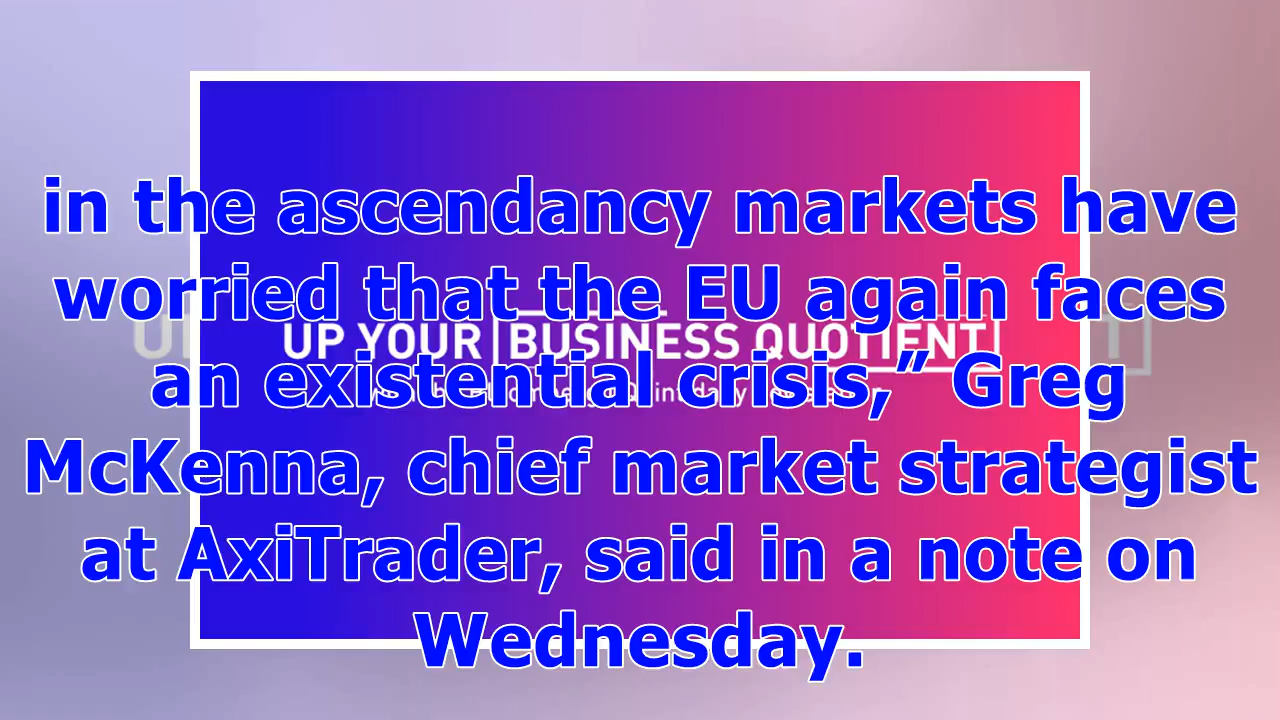 in the ascendancy markets have
worried that the EU again faces
UP YOUR BUSINESS QUOTIENT
an existential crisis,” Greg
McKenna, chief market strategist
at AxiTrader, said in a note on
Wednesday.